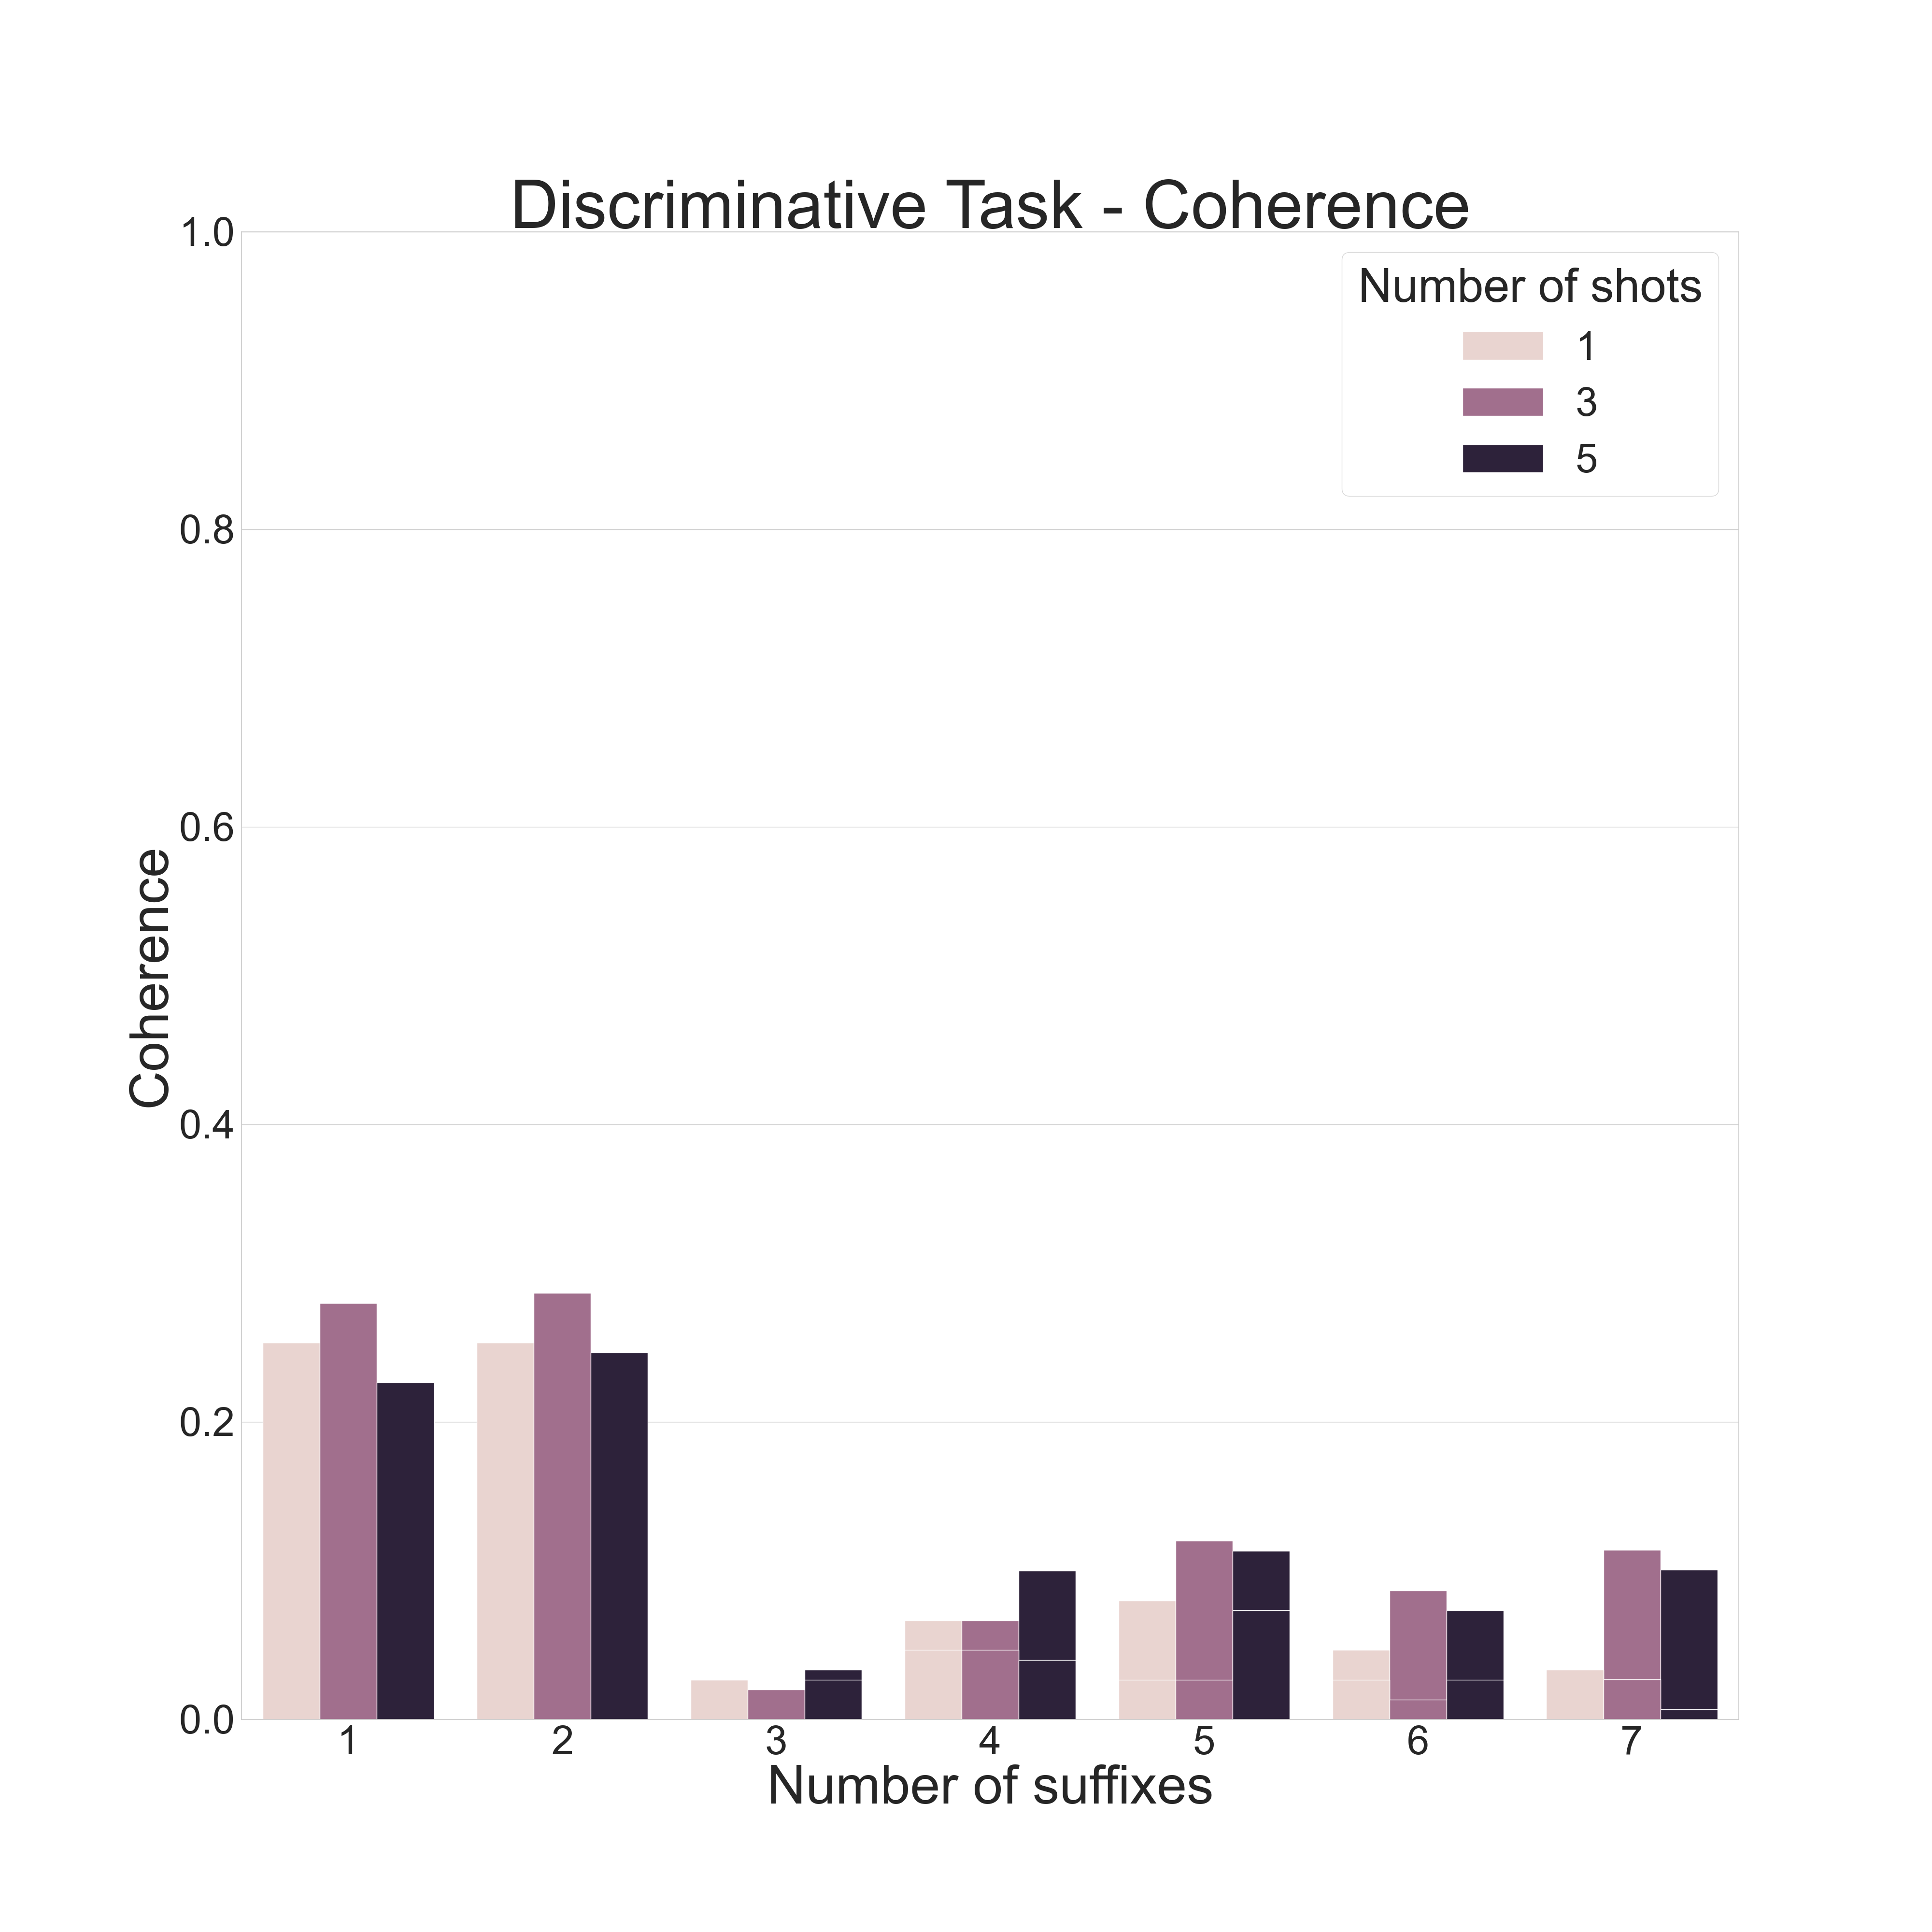 Discriminative Task - Coherence
1.0
Number of shots
1
3
5
0.8
0.6
Coherence
0.4
0.2
0.0
1 2 3 4 5 6 7
Number of suffixes